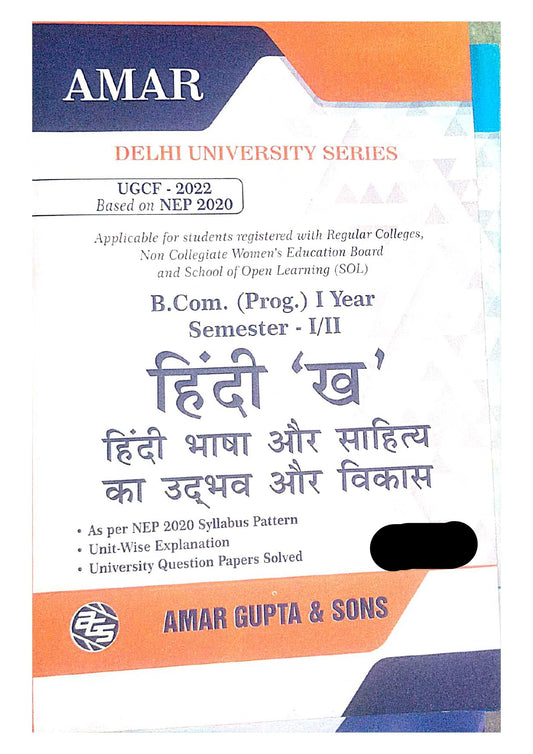 AMAR
DELHI UNIVERSITY SERIES
UGCF - 2022
Based on NEP 2020
Applicable for students registered with Regular Colleges,
Non Collegiate Women's Education Board
and School of Open Learning (SOL)
B.Com. (Prog.) I Year
Semester - I/II
हिंदी ‘ख’
हिंदी भाषा और साहित्य
का उद्भव और विकास
• As per NEP 2020 Syllabus Pattern
• Unit-Wise Explanation
• University Question Papers Solved
AGS
AMAR GUPTA & SONS